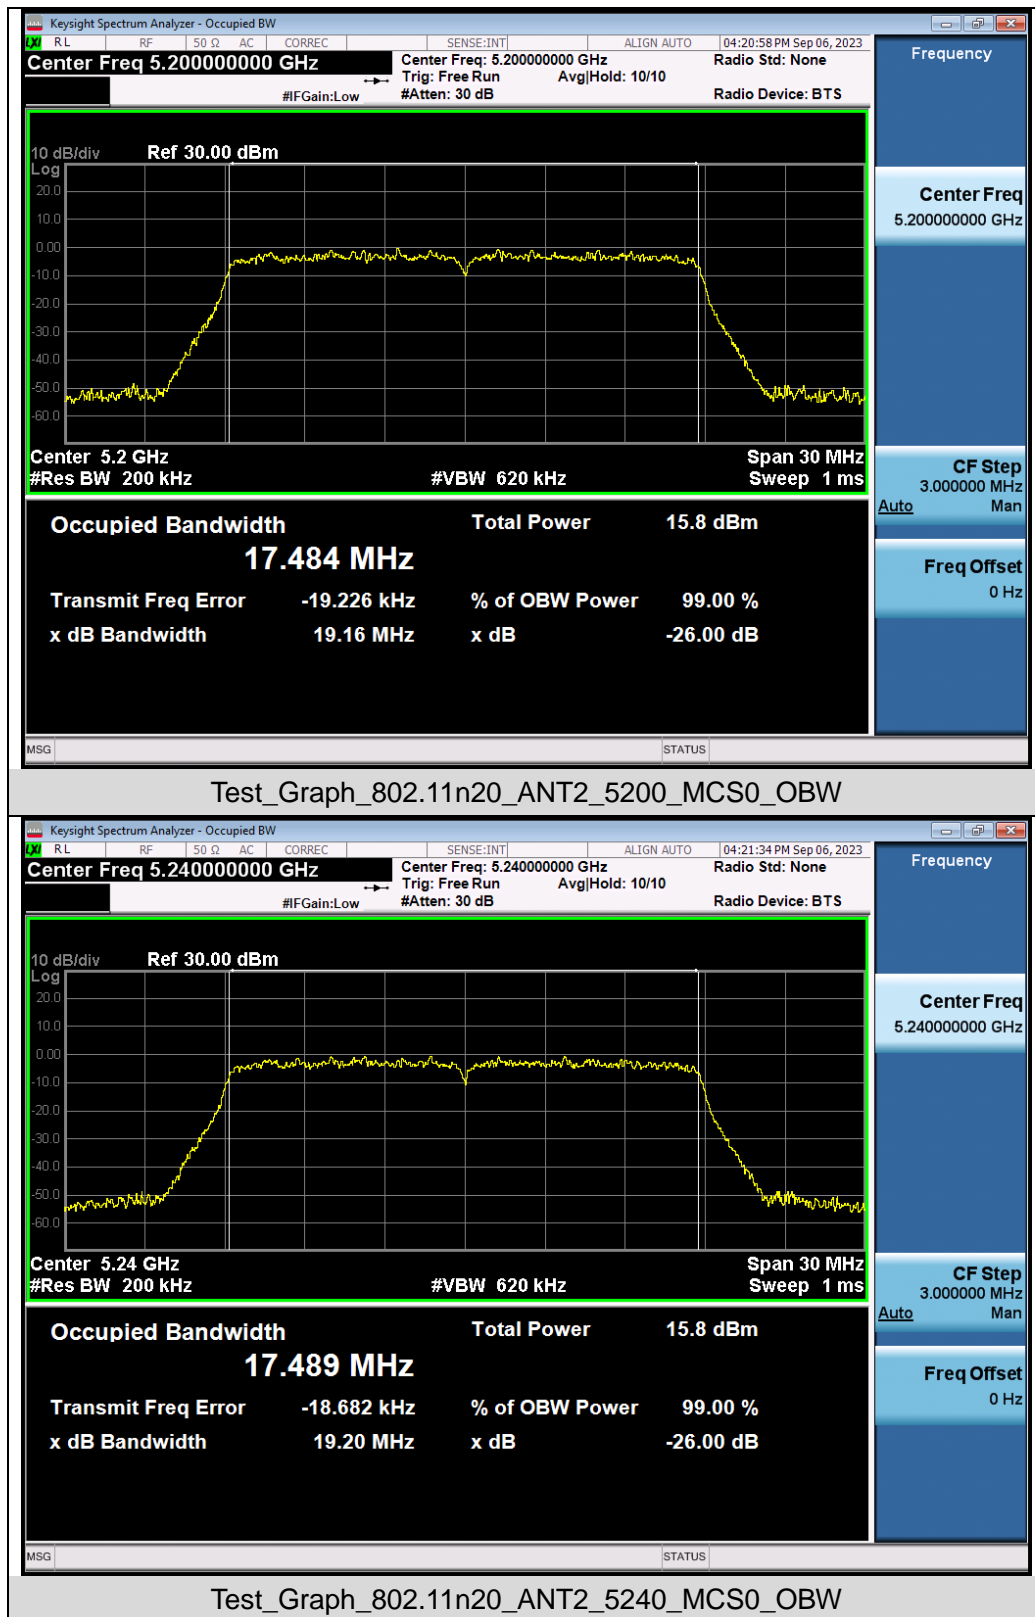 Keysight Spectrum Analyzer - Occupied BW
LXI RL RF 50 Ω AC CORREC SENSE:INT ALIGN AUTO 04:20:58 PM Sep 06, 2023
Center Freq 5.200000000 GHz
Center Freq: 5.200000000 GHz
Radio Std: None
Trig: Free Run Avg|Hold: 10/10
#IFGain:Low
#Atten: 30 dB
Radio Device: BTS
Frequency
10 dB/div Ref 30.00 dBm
Log
20.0
10.0
0.00
-10.0
-20.0
-30.0
-40.0
-50.0
-60.0
Center Freq
5.200000000 GHz
Center 5.2 GHz Span 30 MHz
#Res BW 200 kHz #VBW 620 kHz Sweep 1 ms
CF Step
3.000000 MHz
Auto Man
Freq Offset
0 Hz
Occupied Bandwidth Total Power 15.8 dBm
17.484 MHz
Transmit Freq Error -19.226 kHz % of OBW Power 99.00 %
x dB Bandwidth 19.16 MHz x dB -26.00 dB
MSG STATUS
Test_Graph_802.11n20_ANT2_5200_MCS0_OBW
Keysight Spectrum Analyzer - Occupied BW
LXI RL RF 50 Ω AC CORREC SENSE:INT ALIGN AUTO 04:21:34 PM Sep 06, 2023
Center Freq 5.240000000 GHz
Center Freq: 5.240000000 GHz
Radio Std: None
Trig: Free Run Avg|Hold: 10/10
#IFGain:Low
#Atten: 30 dB
Radio Device: BTS
Frequency
10 dB/div Ref 30.00 dBm
Log
20.0
10.0
0.00
-10.0
-20.0
-30.0
-40.0
-50.0
-60.0
Center Freq
5.240000000 GHz
Center 5.24 GHz Span 30 MHz
#Res BW 200 kHz #VBW 620 kHz Sweep 1 ms
CF Step
3.000000 MHz
Auto Man
Freq Offset
0 Hz
Occupied Bandwidth Total Power 15.8 dBm
17.489 MHz
Transmit Freq Error -18.682 kHz % of OBW Power 99.00 %
x dB Bandwidth 19.20 MHz x dB -26.00 dB
MSG STATUS
Test_Graph_802.11n20_ANT2_5240_MCS0_OBW